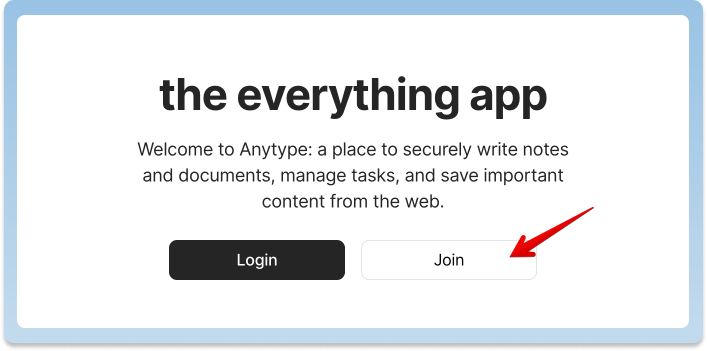 the everything app
Welcome to Anytype: a place to securely write notes
and documents, manage tasks, and save important
content from the web.
Login
Join